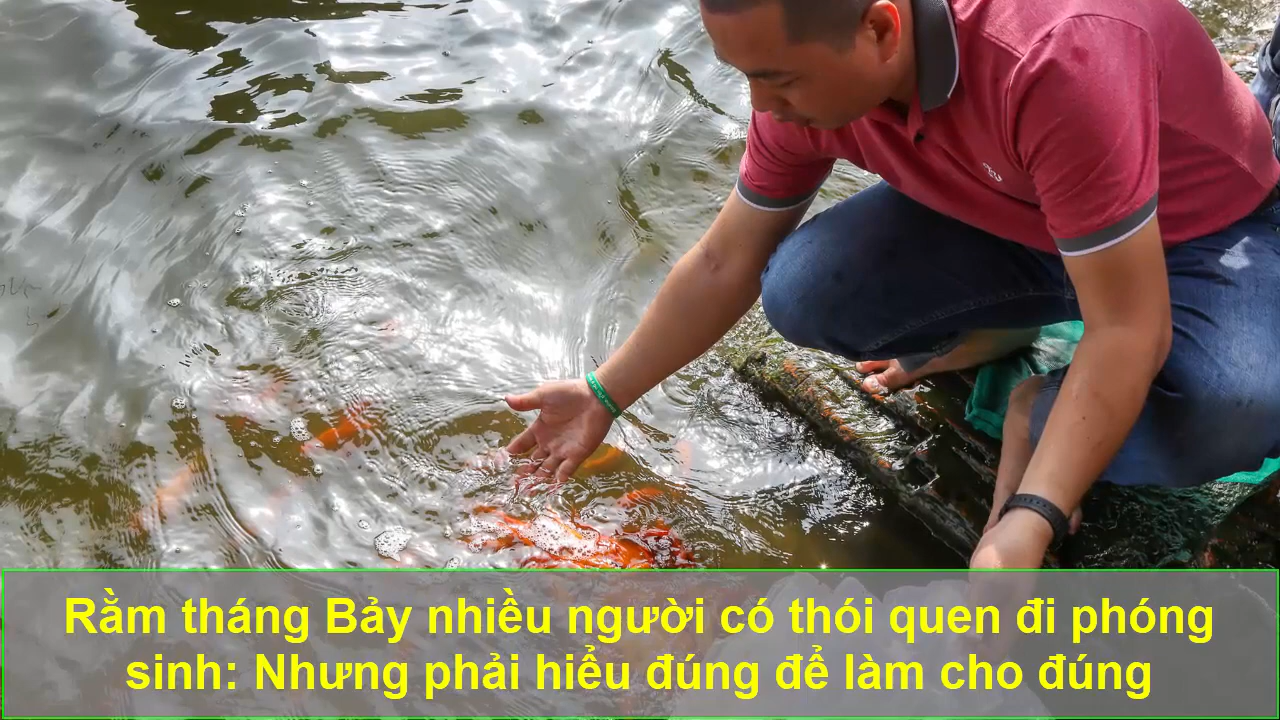 Rằm tháng Bảy nhiều người có thói quen đi phóng
sinh: Nhưng phải hiểu đúng để làm cho đúng